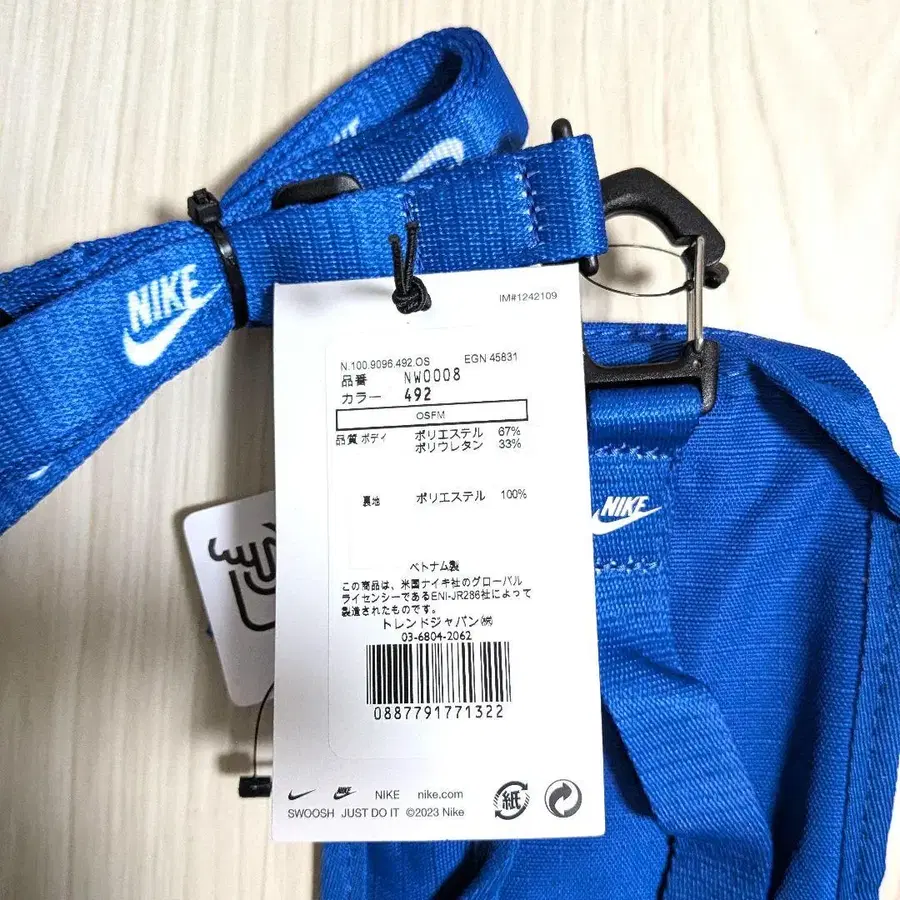 NIKE
IM#1242109
N.100.9096.492.OS EGN 45831
品番 NW0008
カラー 492
OSFM
品質 ボディ ポリエステル 67%
ポリウレタン 33%
裏地 ポリエステル 100%
ベトナム製
この商品は、米国ナイキ社のグローバル
ライセンシーであるENI-JR286社によって
製造されたものです。
トレンドジャパン㈱
03-6804-2062
0887791771322
NIKE nike.com
SWOOSH JUST DO IT ©2023 Nike
紙
NIKE